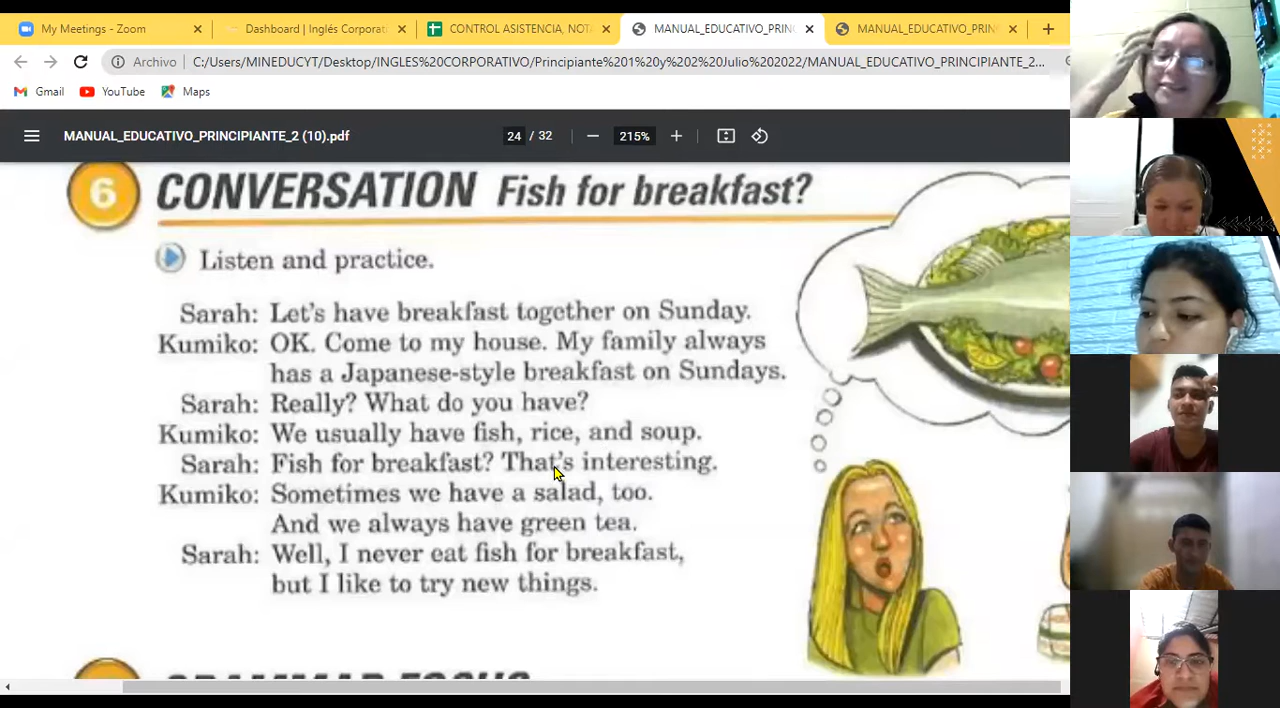 My Meetings - Zoom
Dashboard | Inglés Corporati
CONTROL ASISTENCIA, NOT
MANUAL_EDUCATIVO_PRINC
MANUAL_EDUCATIVO_PRIN
Archivo
C:/Users/MINEDUCYT/Desktop/INGLES%20CORPORATIVO/Principiante%201%20y%202%20Julio%202022/MANUAL_EDUCATIVO_PRINCIPIANTE_2...
Gmail
YouTube
Maps
MANUAL_EDUCATIVO_PRINCIPIANTE_2 (10).pdf
24 / 32
215%
6 CONVERSATION Fish for breakfast?
Listen and practice.
Sarah: Let's have breakfast together on Sunday.
Kumiko: OK. Come to my house. My family always
has a Japanese-style breakfast on Sundays.
Sarah: Really? What do you have?
Kumiko: We usually have fish, rice, and soup.
Sarah: Fish for breakfast? That's interesting.
Kumiko: Sometimes we have a salad, too.
And we always have green tea.
Sarah: Well, I never eat fish for breakfast,
but I like to try new things.
GRAMMAR FOCUS